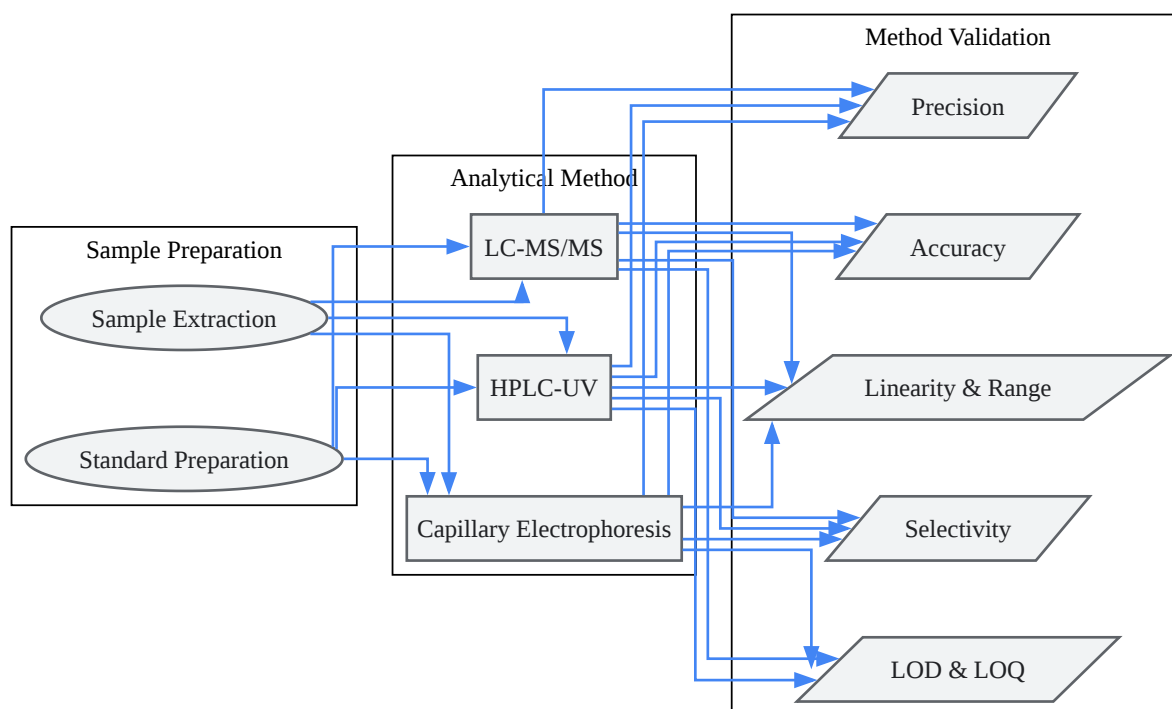 Sample Preparation
Sample Extraction
Standard Preparation
Analytical Method
LC-MS/MS
HPLC-UV
Capillary Electrophoresis
Method Validation
Precision
Accuracy
Linearity & Range
Selectivity
LOD & LOQ